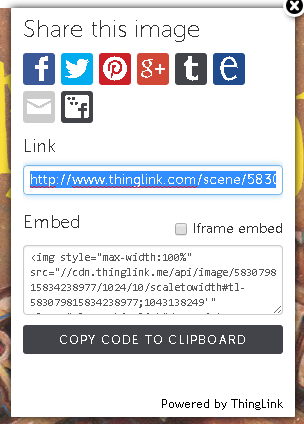 Share this image
f
g+
t
e
f
Link
http://www.thinglink.com/scene/5830
Embed
Iframe embed
<img style="max-width:100%"
src="//cdn.thinglink.me/api/image/5830798
15834238977/1024/10/scaletowidth#tl-
583079815834238977;1043138249'"
COPY CODE TO CLIPBOARD
Powered by ThingLink